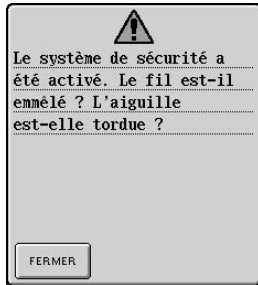 Le système de sécurité a
été activé. Le fil est-il
emmêlé ? L'aiguille
est-elle tordue ?
FERMER